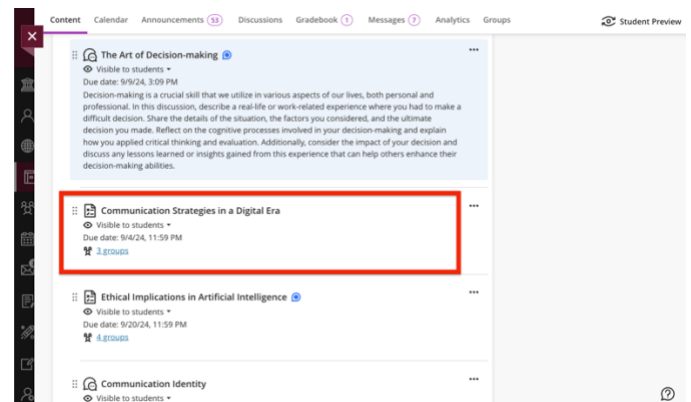 Content Calendar Announcements 53 Discussions Gradebook 1 Messages 7 Analytics Groups Student Preview
The Art of Decision-making
Visible to students
Due date: 9/9/24, 3:09 PM
Decision-making is a crucial skill that we utilize in various aspects of our lives, both personal and
professional. In this discussion, describe a real-life or work-related experience where you had to make a
difficult decision. Share the details of the situation, the factors you considered, and the ultimate
decision you made. Reflect on the cognitive processes involved in your decision-making and explain
how you applied critical thinking and evaluation. Additionally, consider the impact of your decision and
discuss any lessons learned or insights gained from this experience that can help others enhance their
decision-making abilities.
Communication Strategies in a Digital Era
Visible to students
Due date: 9/4/24, 11:59 PM
3 groups
Ethical Implications in Artificial Intelligence
Visible to students
Due date: 9/20/24, 11:59 PM
4 groups
Communication Identity
Visible to students